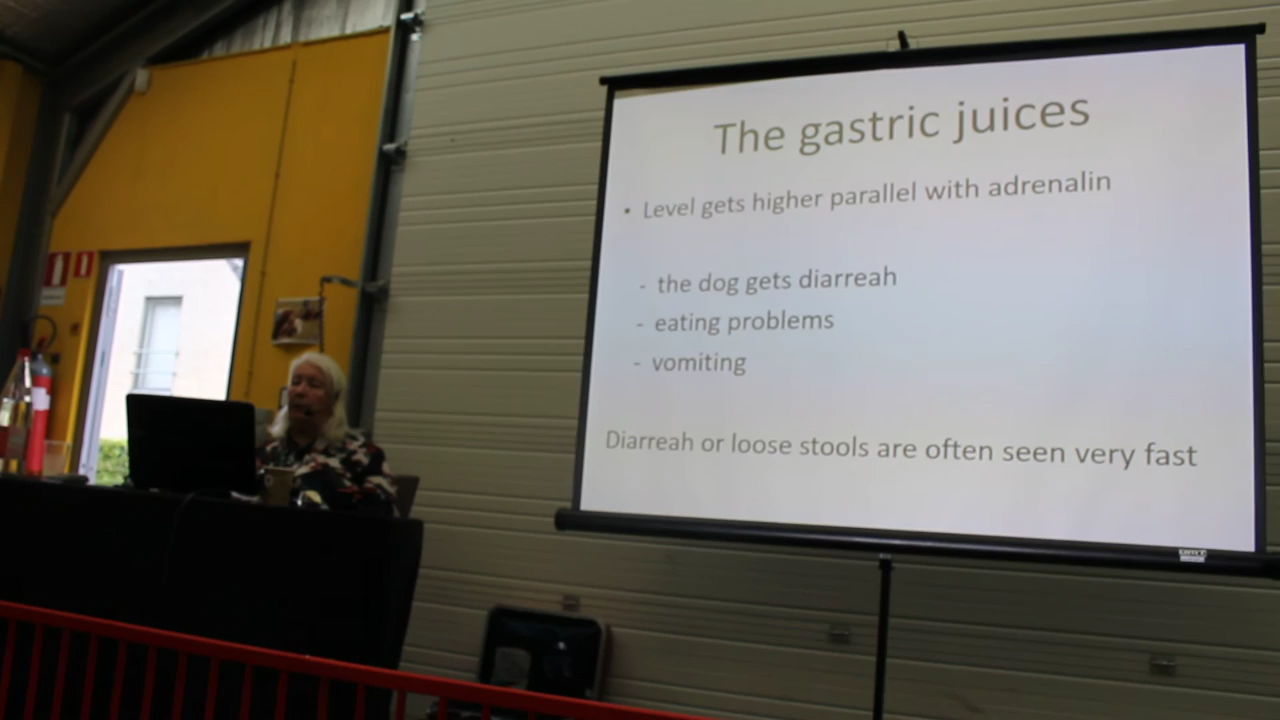 The gastric juices
• Level gets higher parallel with adrenalin
- the dog gets diarreah
- eating problems
- vomiting
Diarreah or loose stools are often seen very fast